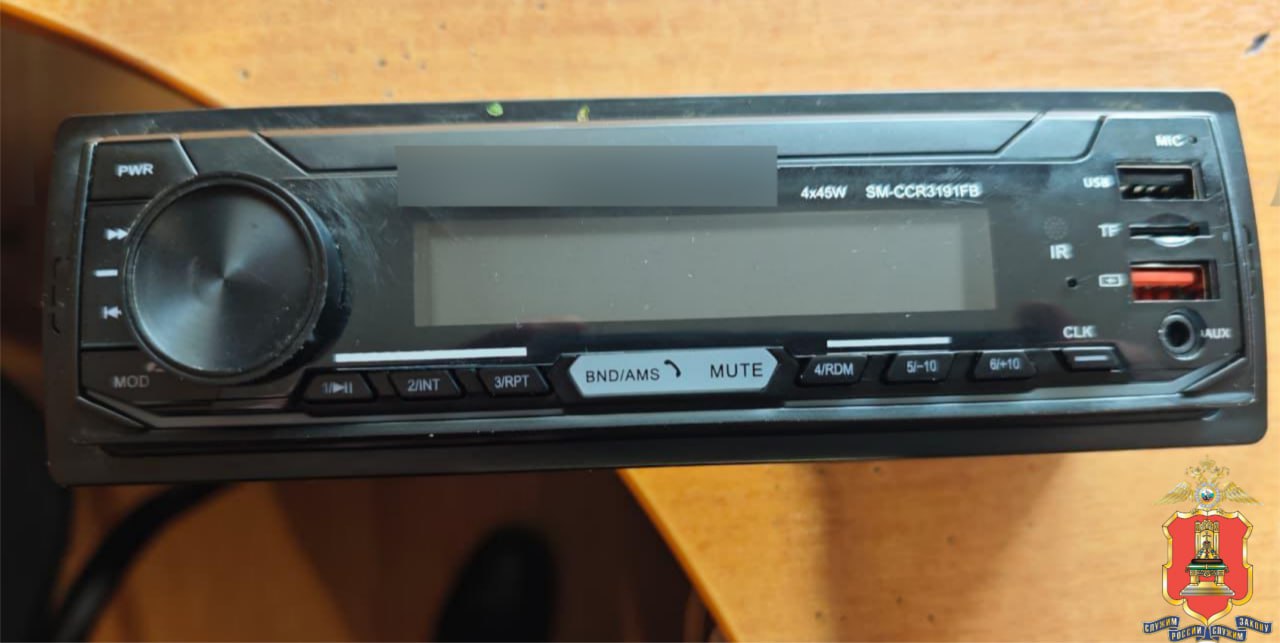 PWR
MIC
4x45W SM-CCR3191FB
USB
TF
IR
CLK
AUX
MOD
1/▶II
2/INT
3/RPT
BND/AMS
MUTE
4/RDM
5/-10
6/+10
СЛУЖИМ РОССИИ СЛУЖИМ ЗАКОНУ